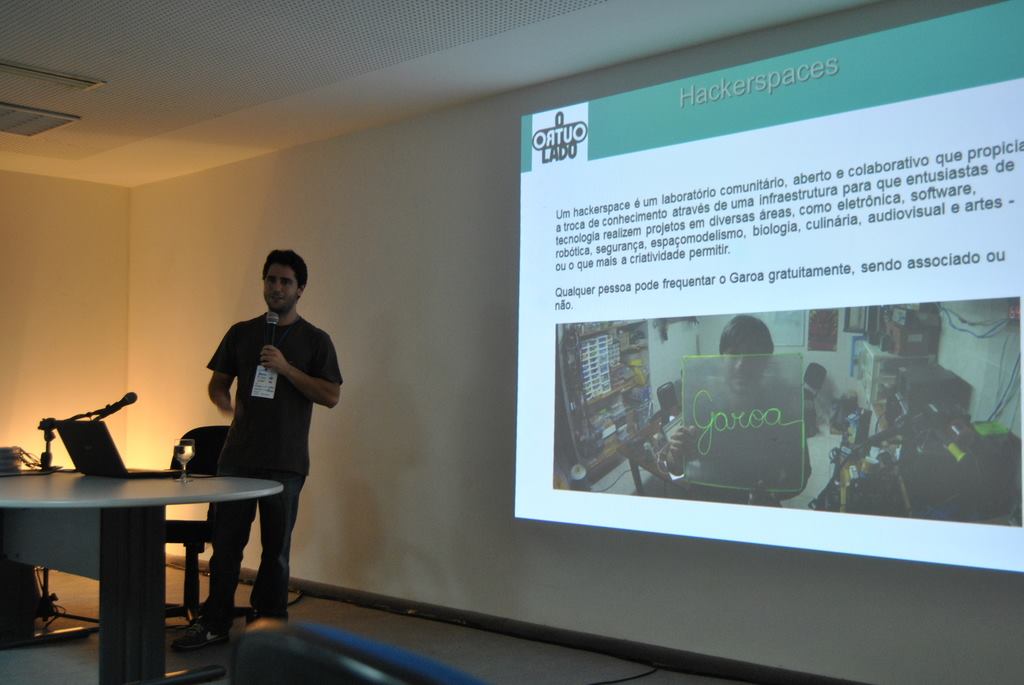 Hackerspaces
O
OUTRO
LADO
Um hackerspace é um laboratório comunitário, aberto e colaborativo que propicia
a troca de conhecimento através de uma infraestrutura para que entusiastas de
tecnologia realizem projetos em diversas áreas, como eletrônica, software,
robótica, segurança, espaçomodelismo, biologia, culinária, audiovisual e artes -
ou o que mais a criatividade permitir.
Qualquer pessoa pode frequentar o Garoa gratuitamente, sendo associado ou
não.
Garoa